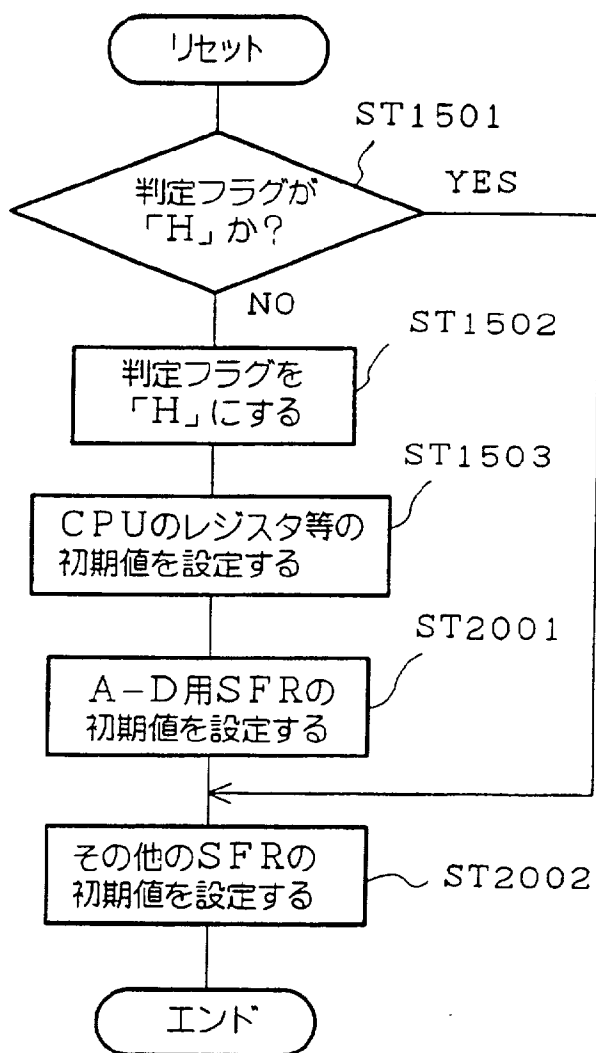 リセット
ST1501
判定フラグが
「H」か?
YES
NO
ST1502
判定フラグを
「H」にする
ST1503
CPUのレジスタ等の
初期値を設定する
ST2001
A-D用SFRの
初期値を設定する
その他のSFRの
初期値を設定する
ST2002
エンド